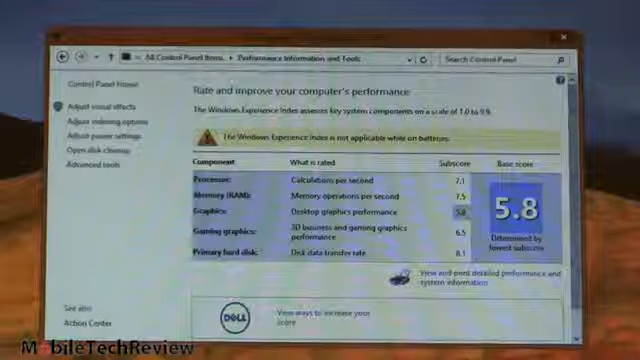 All Control Panel Items ▸ Performance Information and Tools
Search Control Panel
Control Panel Home
Adjust visual effects
Adjust indexing options
Adjust power settings
Open disk cleanup
Advanced tools
See also
Action Center
Rate and improve your computer's performance
The Windows Experience Index assesses key system components on a scale of 1.0 to 9.9.
The Windows Experience Index is not applicable while on batteries.
Component What is rated Subscore Base score
Processor: Calculations per second 7.1
Memory (RAM): Memory operations per second 7.5
Graphics: Desktop graphics performance 5.8
Gaming graphics: 3D business and gaming graphics performance 6.5
Primary hard disk: Disk data transfer rate 8.1
5.8
Determined by
lowest subscore
View and print detailed performance and
system information
DELL
View ways to increase your
score
MobileTechReview